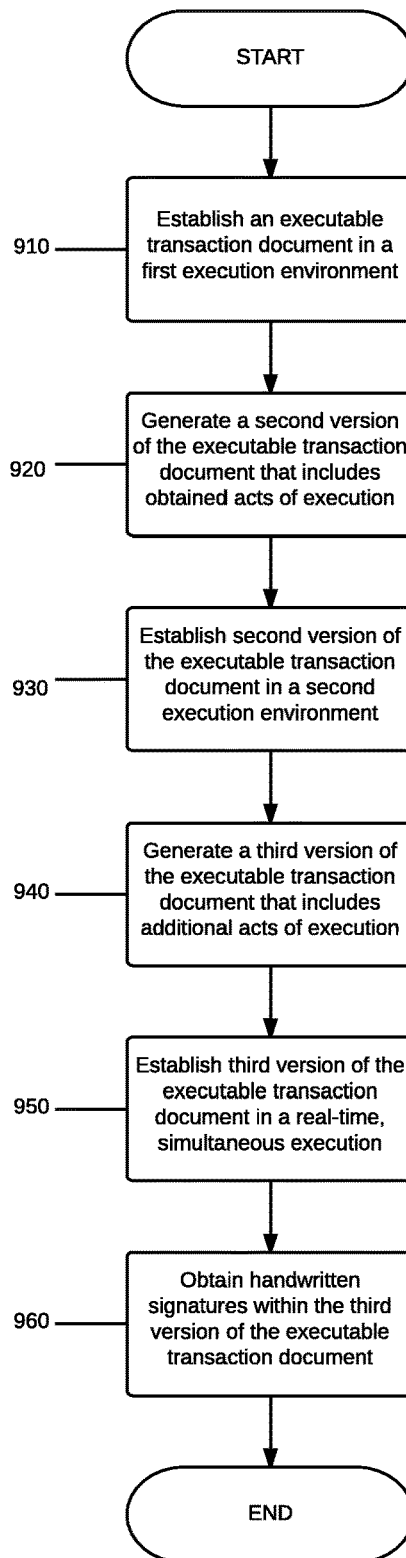 START
Establish an executable
transaction document in a
first execution environment
910
Generate a second version
of the executable transaction
document that includes
obtained acts of execution
920
Establish second version of
the executable transaction
document in a second
execution environment
930
Generate a third version of
the executable transaction
document that includes
additional acts of execution
940
Establish third version of the
executable transaction
document in a real-time,
simultaneous execution
950
Obtain handwritten
signatures within the third
version of the executable
transaction document
960
END